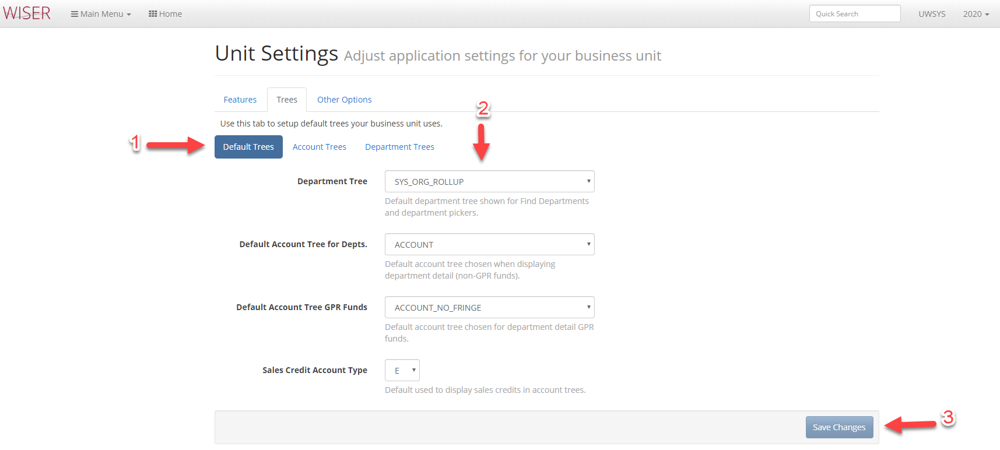 WISER Main Menu Home Quick Search UWSYS 2020
Unit Settings Adjust application settings for your business unit
Features Trees Other Options
2
Use this tab to setup default trees your business unit uses.
1 Default Trees Account Trees Department Trees
Department Tree SYS_ORG_ROLLUP
Default department tree shown for Find Departments
and department pickers.
Default Account Tree for Depts. ACCOUNT
Default account tree chosen when displaying
department detail (non-GPR funds).
Default Account Tree GPR Funds ACCOUNT_NO_FRINGE
Default account tree chosen for department detail GPR
funds.
Sales Credit Account Type E
Default used to display sales credits in account trees.
Save Changes 3